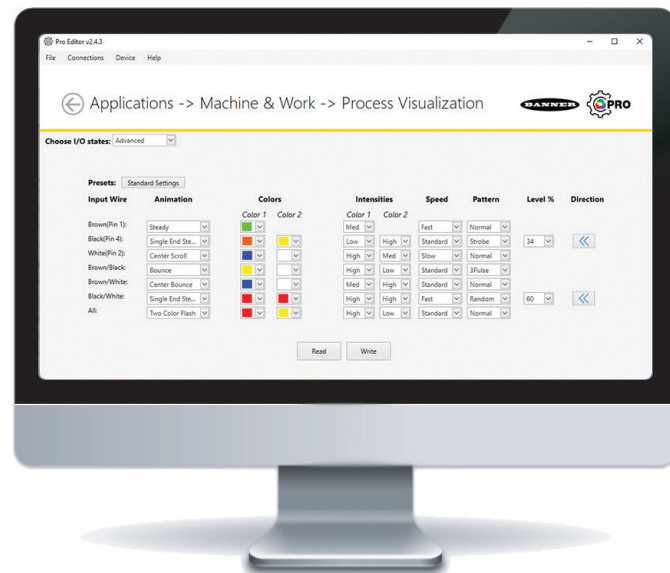 Pro Editor v2.4.3
File Connections Device Help
Applications -> Machine & Work -> Process Visualization BANNER PRO
Choose I/O states: Advanced
Presets: Standard Settings
Input Wire Animation Colors Intensities Speed Pattern Level % Direction
Color 1 Color 2 Color 1 Color 2
Brown(Pin 1): Steady Med Fast Normal
Black(Pin 4): Single End Ste... Low High Standard Strobe 34
White(Pin 2): Center Scroll High Med Slow Normal
Brown/Black: Bounce High Low Standard 3Pulse
Brown/White: Center Bounce Med High Standard Normal
Black/White: Single End Ste... High High Fast Random 60
All: Two Color Flash High Low Standard Normal
Read Write